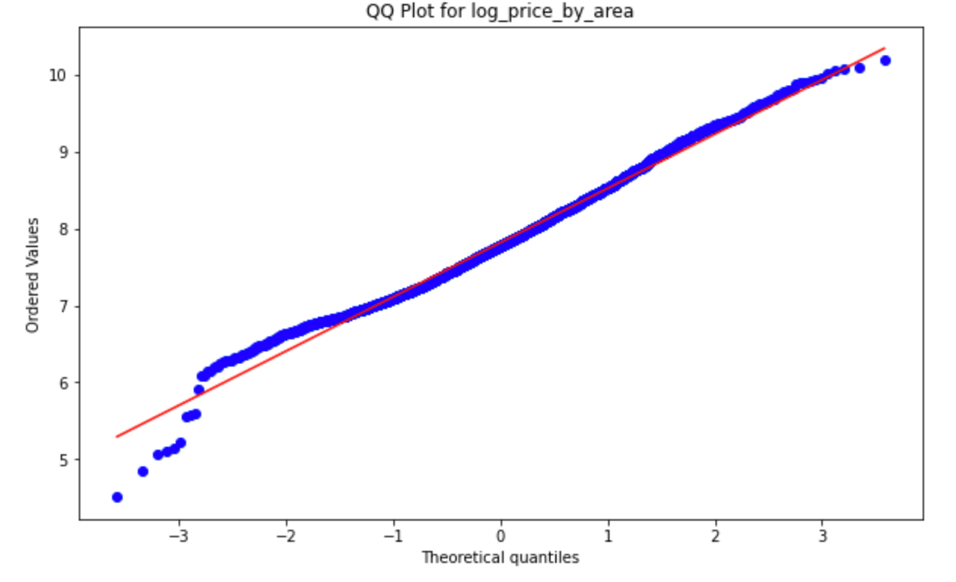 QQ Plot for log_price_by_area
10
9
8
7
6
5
Ordered Values
−3 −2 −1 0 1 2 3
Theoretical quantiles